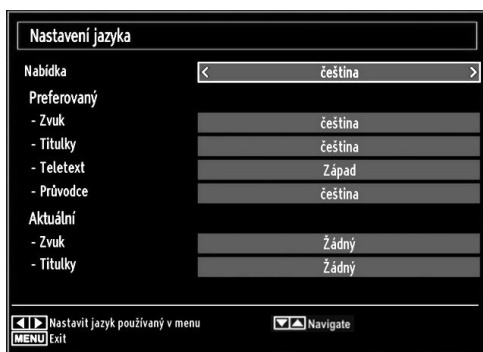 Nastavení jazyka
Nabídka < čeština >
Preferovaný
- Zvuk čeština
- Titulky čeština
- Teletext Západ
- Průvodce čeština
Aktuální
- Zvuk Žádný
- Titulky Žádný
Nastavit jazyk používaný v menu Navigate
MENU Exit